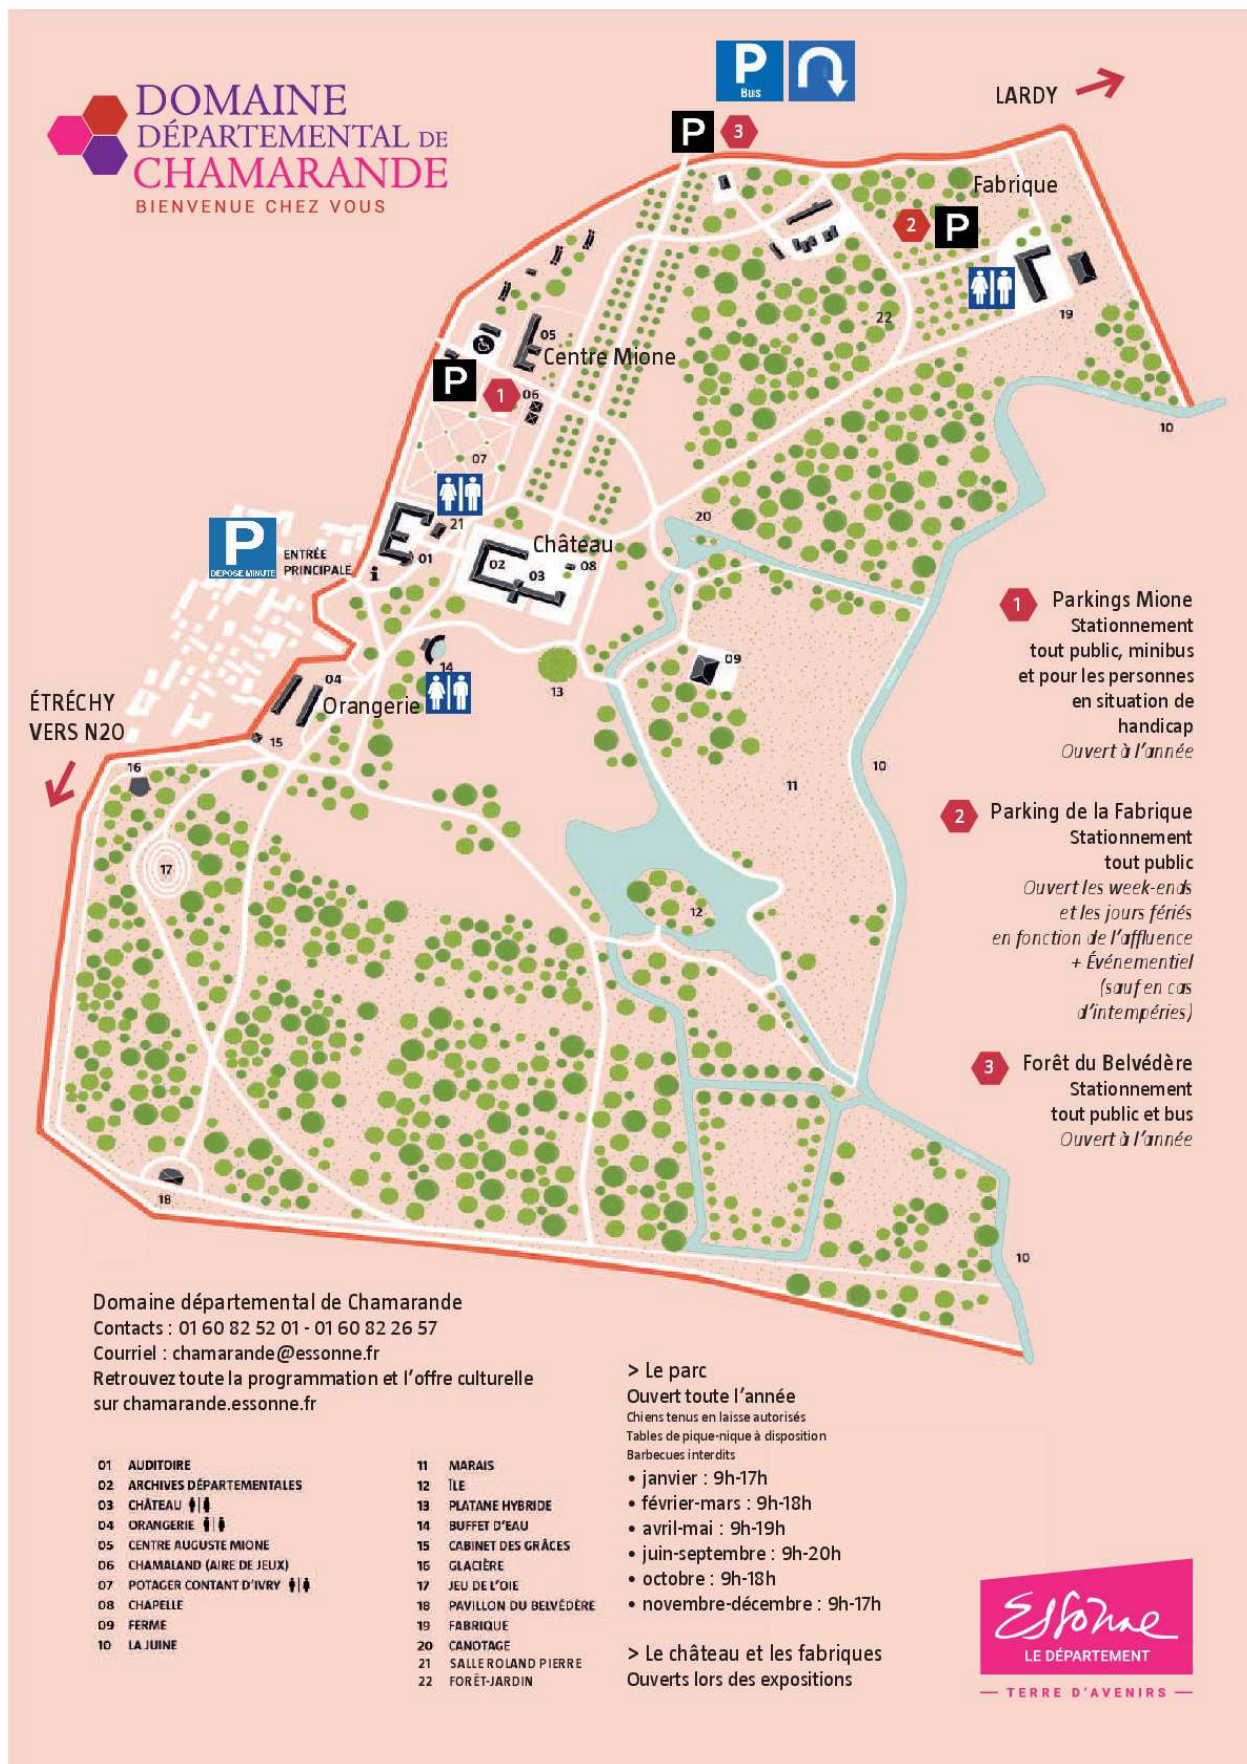 DOMAINE
DÉPARTEMENTAL DE
CHAMARANDE
BIENVENUE CHEZ VOUS
P
Bus
P
3
LARDY
Fabrique
2
P
19
22
05
Centre Mione
P
1
06
07
10
21
20
P
DEPOSE MINUTE
ENTRÉE
PRINCIPALE
i
01
Château
02
03
08
14
09
13
04
Orangerie
15
ÉTRÉCHY
VERS N20
16
10
11
17
12
18
10
1
Parkings Mione
Stationnement
tout public, minibus
et pour les personnes
en situation de
handicap
Ouvert à l'année
2
Parking de la Fabrique
Stationnement
tout public
Ouvert les week-ends
et les jours fériés
en fonction de l'affluence
+ Événementiel
(sauf en cas
d'intempéries)
3
Forêt du Belvédère
Stationnement
tout public et bus
Ouvert à l'année
Domaine départemental de Chamarande
Contacts : 01 60 82 52 01 - 01 60 82 26 57
Courriel : chamarande@essonne.fr
Retrouvez toute la programmation et l'offre culturelle
sur chamarande.essonne.fr
01 AUDITOIRE
02 ARCHIVES DÉPARTEMENTALES
03 CHÂTEAU
04 ORANGERIE
05 CENTRE AUGUSTE MIONE
06 CHAMALAND (AIRE DE JEUX)
07 POTAGER CONTANT D'IVRY
08 CHAPELLE
09 FERME
10 LA JUINE
11 MARAIS
12 ÎLE
13 PLATANE HYBRIDE
14 BUFFET D'EAU
15 CABINET DES GRÂCES
16 GLACIÈRE
17 JEU DE L'OIE
18 PAVILLON DU BELVÉDÈRE
19 FABRIQUE
20 CANOTAGE
21 SALLE ROLAND PIERRE
22 FORÊT-JARDIN
> Le parc
Ouvert toute l'année
Chiens tenus en laisse autorisés
Tables de pique-nique à disposition
Barbecues interdits
• janvier : 9h-17h
• février-mars : 9h-18h
• avril-mai : 9h-19h
• juin-septembre : 9h-20h
• octobre : 9h-18h
• novembre-décembre : 9h-17h
> Le château et les fabriques
Ouverts lors des expositions
Essonne
LE DÉPARTEMENT
— TERRE D'AVENIRS —